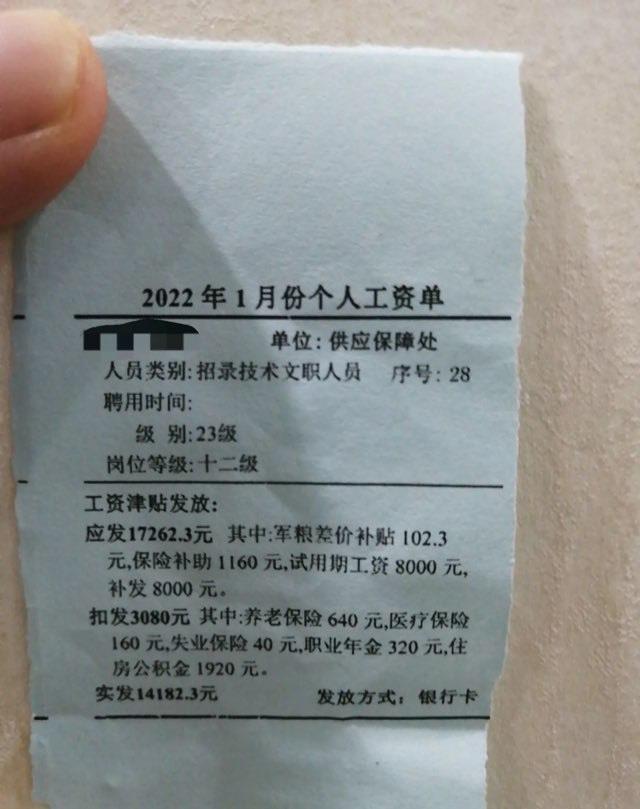 2022年1月份个人工资单
单位：供应保障处
人员类别：招录技术文职人员 序号：28
聘用时间：
级 别：23级
岗位等级：十二级
工资津贴发放：
应发17262.3元 其中：军粮差价补贴 102.3
元,保险补助 1160 元,试用期工资 8000 元,
补发 8000 元。
扣发3080元 其中：养老保险 640 元,医疗保险
160 元,失业保险 40 元,职业年金 320 元,住
房公积金 1920 元。
实发14182.3元 发放方式：银行卡